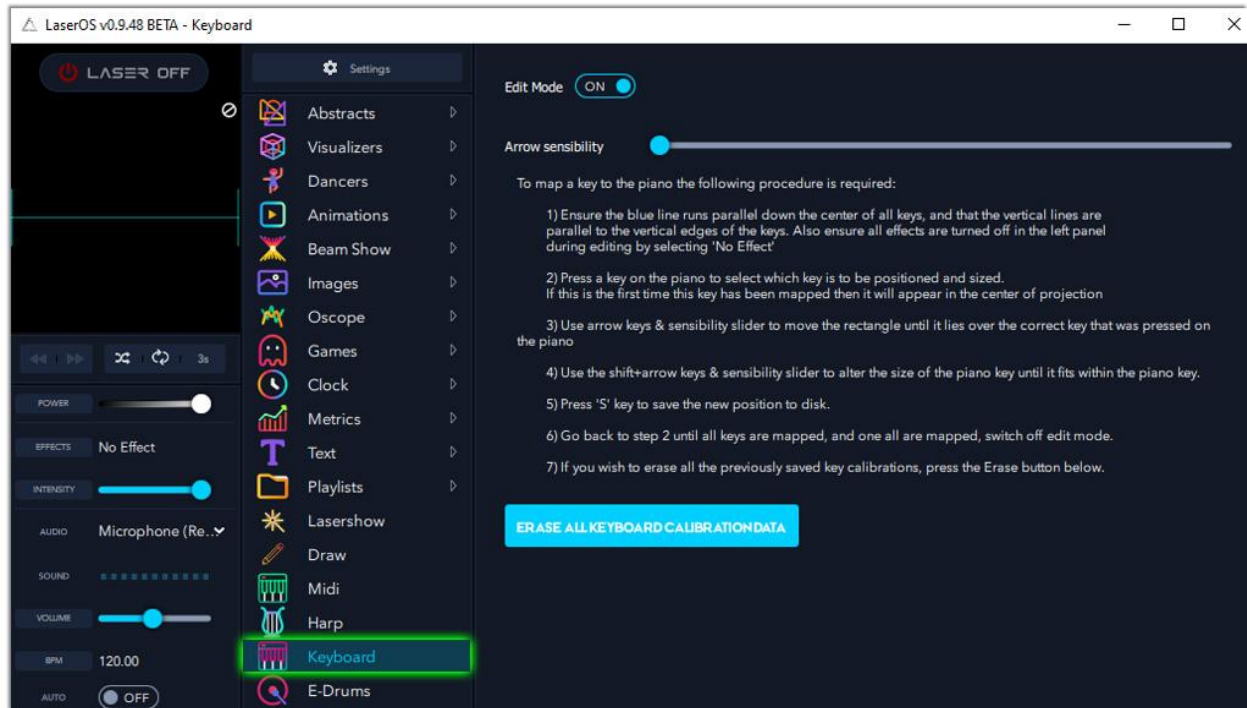 LaserOS v0.9.48 BETA - Keyboard
LASER OFF
3s
POWER
EFFECTS No Effect
INTENSITY
AUDIO Microphone (Re..
SOUND
VOLUME
BPM 120.00
AUTO OFF
Settings
Abstracts
Visualizers
Dancers
Animations
Beam Show
Images
Oscope
Games
Clock
Metrics
Text
Playlists
Lasershow
Draw
Midi
Harp
Keyboard
E-Drums
Edit Mode ON
Arrow sensibility
To map a key to the piano the following procedure is required:
1) Ensure the blue line runs parallel down the center of all keys, and that the vertical lines are
parallel to the vertical edges of the keys. Also ensure all effects are turned off in the left panel
during editing by selecting 'No Effect'
2) Press a key on the piano to select which key is to be positioned and sized.
If this is the first time this key has been mapped then it will appear in the center of projection
3) Use arrow keys & sensibility slider to move the rectangle until it lies over the correct key that was pressed on
the piano
4) Use the shift+arrow keys & sensibility slider to alter the size of the piano key until it fits within the piano key.
5) Press 'S' key to save the new position to disk.
6) Go back to step 2 until all keys are mapped, and one all are mapped, switch off edit mode.
7) If you wish to erase all the previously saved key calibrations, press the Erase button below.
ERASE ALL KEYBOARD CALIBRATION DATA